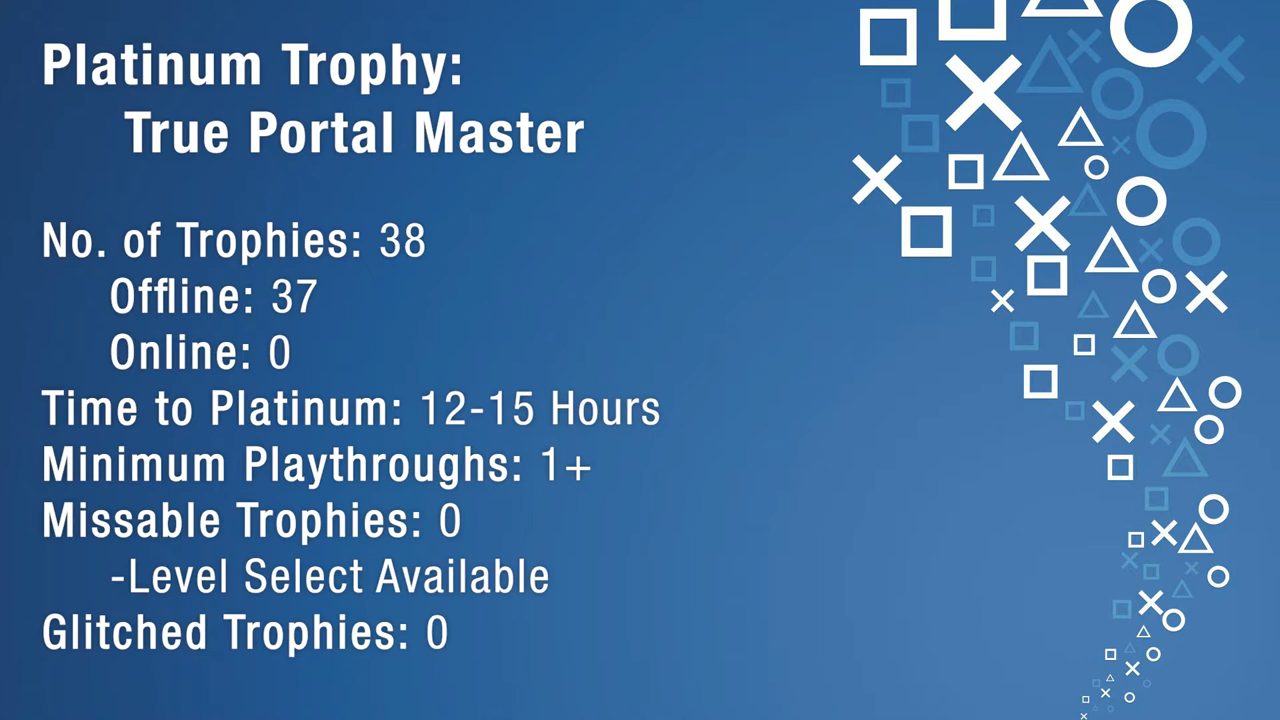 Platinum Trophy:
True Portal Master
No. of Trophies: 38
Offline: 37
Online: 0
Time to Platinum: 12-15 Hours
Minimum Playthroughs: 1+
Missable Trophies: 0
-Level Select Available
Glitched Trophies: 0